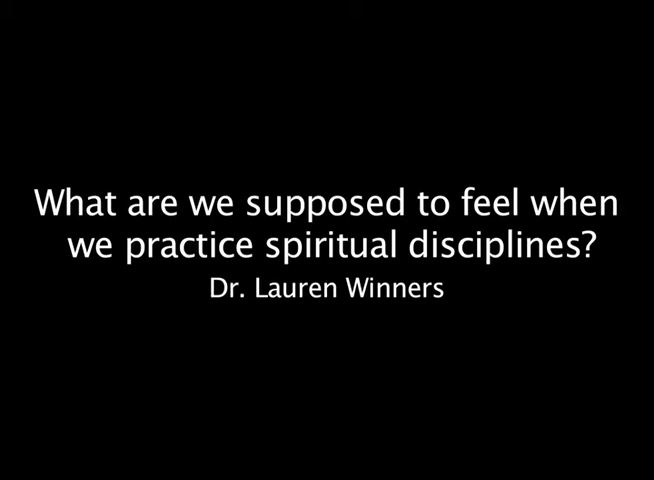 What are we supposed to feel when
we practice spiritual disciplines?
Dr. Lauren Winners